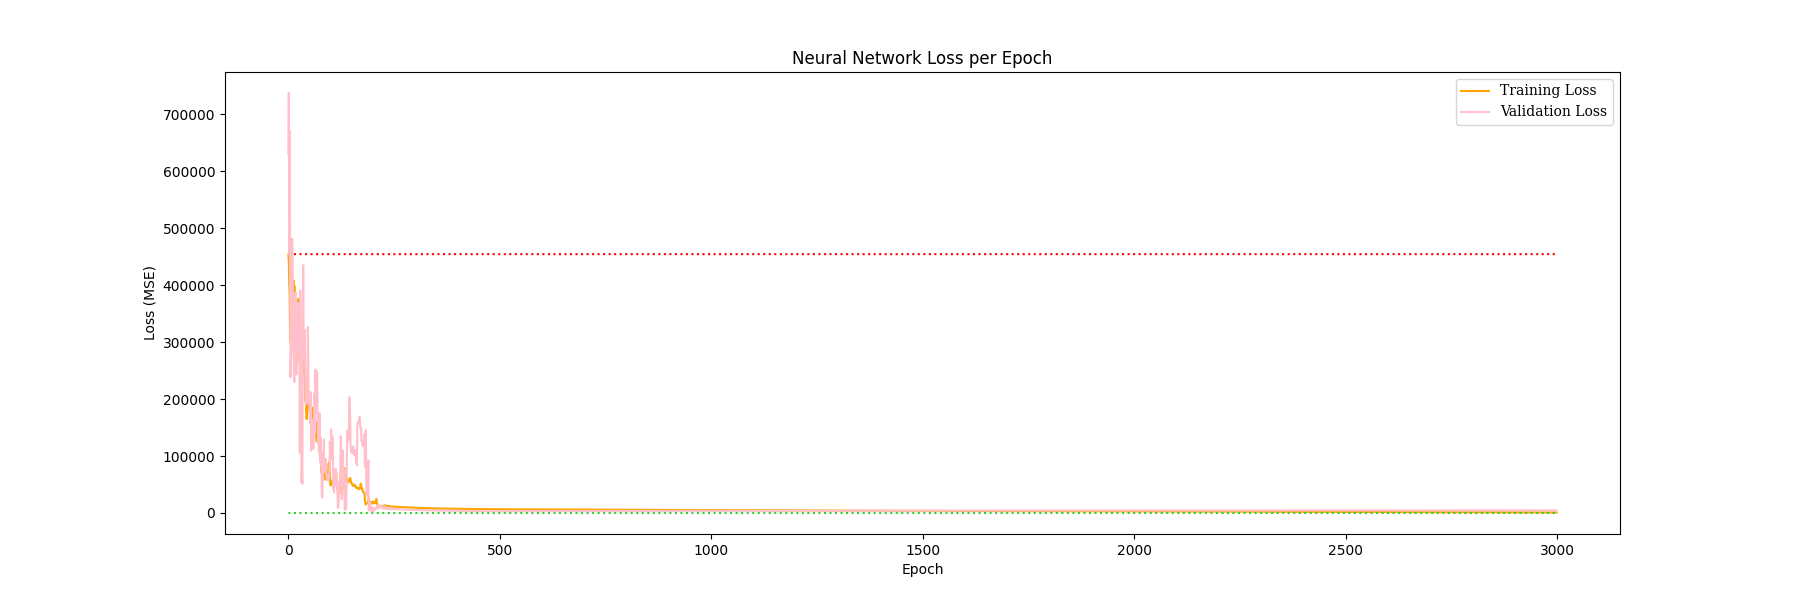 Neural Network Loss per Epoch
Training Loss
Validation Loss
700000
600000
500000
400000
300000
200000
100000
0
Loss (MSE)
0 500 1000 1500 2000 2500 3000
Epoch